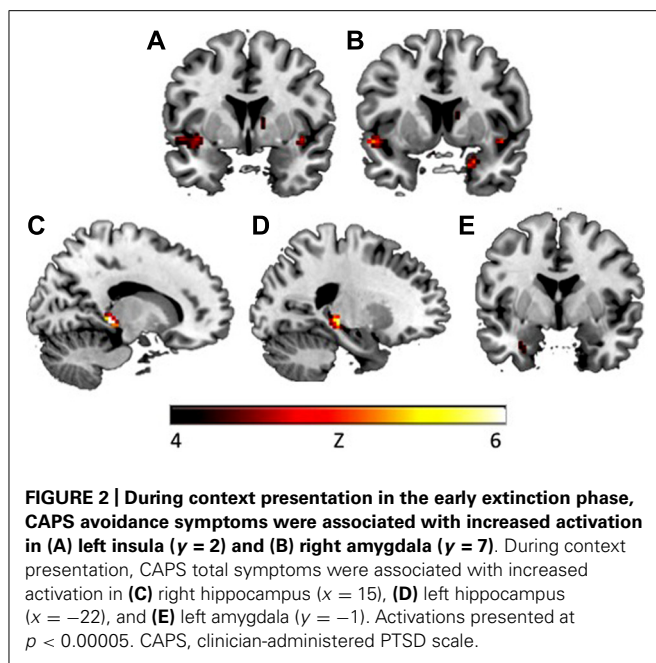 A
B
C
D
E
4
Z
6
FIGURE 2 | During context presentation in the early extinction phase,
CAPS avoidance symptoms were associated with increased activation
in (A) left insula (y = 2) and (B) right amygdala (y = 7). During context
presentation, CAPS total symptoms were associated with increased
activation in (C) right hippocampus (x = 15), (D) left hippocampus
(x = −22), and (E) left amygdala (y = −1). Activations presented at
p < 0.00005. CAPS, clinician-administered PTSD scale.